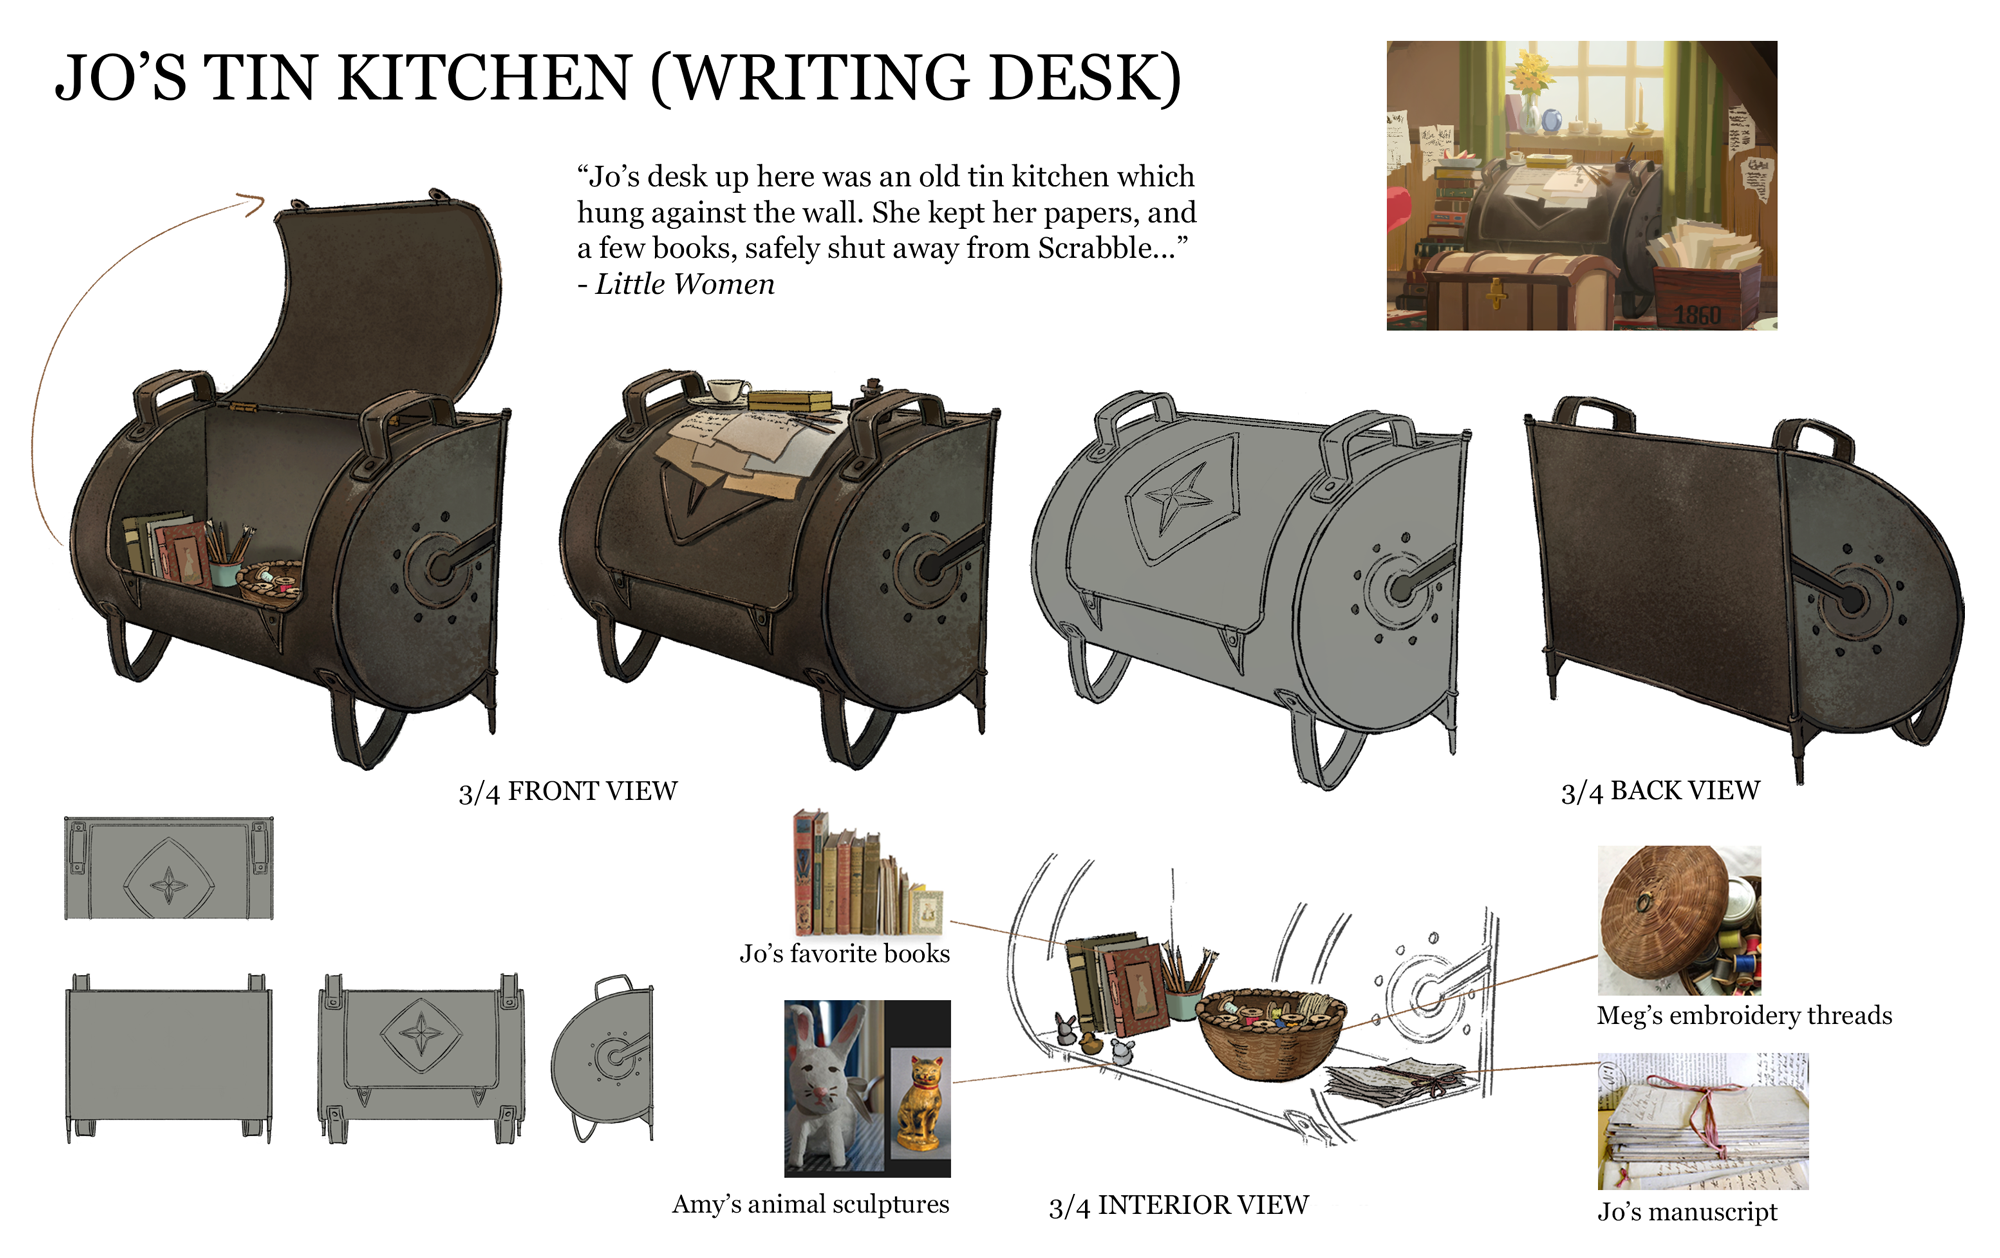 JO’S TIN KITCHEN (WRITING DESK)
“Jo’s desk up here was an old tin kitchen which
hung against the wall. She kept her papers, and
a few books, safely shut away from Scrabble...”
- Little Women
1860
3/4 FRONT VIEW
3/4 BACK VIEW
Jo’s favorite books
Meg’s embroidery threads
Amy’s animal sculptures
3/4 INTERIOR VIEW
Jo’s manuscript